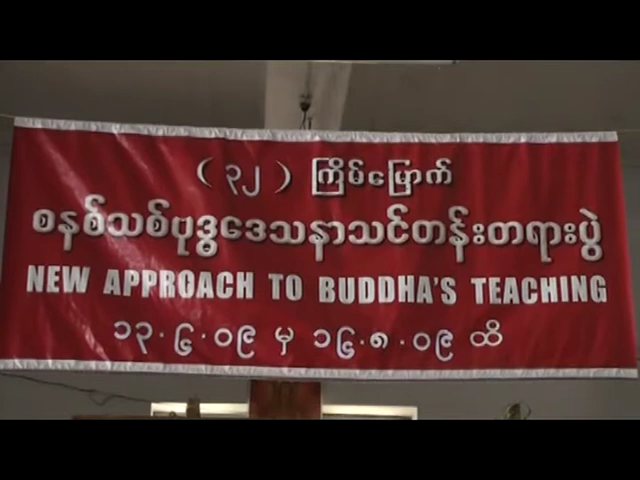 (၃၂) ကြိမ်မြောက်
စနစ်သစ်ဗုဒ္ဓဒေသနာသင်တန်းတရားပွဲ
NEW APPROACH TO BUDDHA'S TEACHING
၁၃.၆.၀၉ မှ ၁၆.၈.၀၉ ထိ